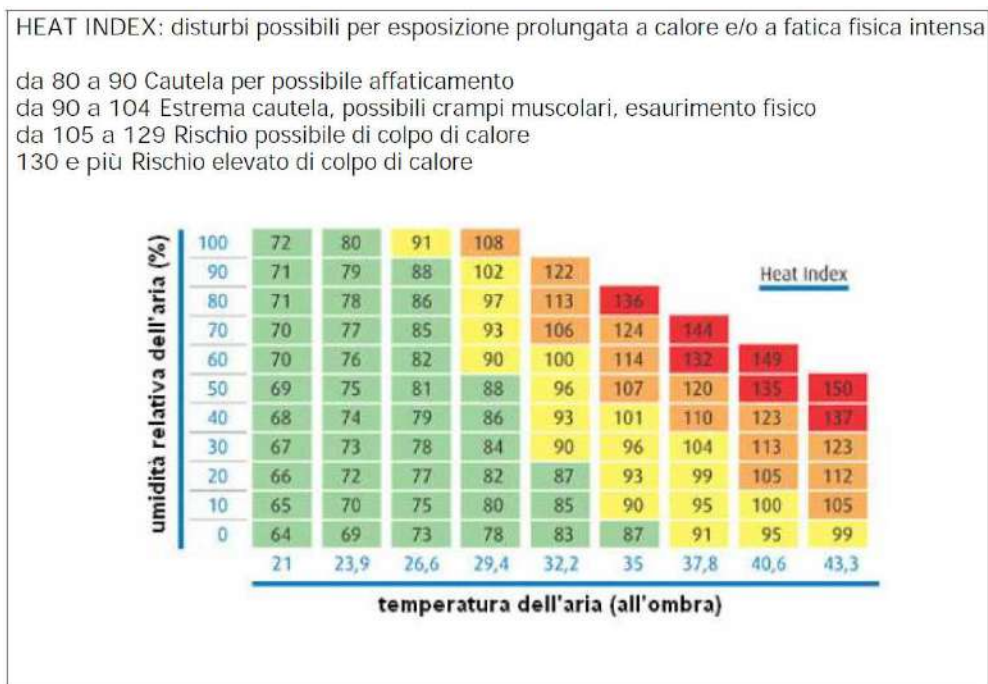 HEAT INDEX: disturbi possibili per esposizione prolungata a calore e/o a fatica fisica intensa
da 80 a 90 Cautela per possibile affaticamento
da 90 a 104 Estrema cautela, possibili crampi muscolari, esaurimento fisico
da 105 a 129 Rischio possibile di colpo di calore
130 e più Rischio elevato di colpo di calore
umidità relativa dell'aria (%)
100 72 80 91 108
90 71 79 88 102 122
Heat Index
80 71 78 86 97 113 136
70 70 77 85 93 106 124 144
60 70 76 82 90 100 114 132 149
50 69 75 81 88 96 107 120 135 150
40 68 74 79 86 93 101 110 123 137
30 67 73 78 84 90 96 104 113 123
20 66 72 77 82 87 93 99 105 112
10 65 70 75 80 85 90 95 100 105
0 64 69 73 78 83 87 91 95 99
21 23,9 26,6 29,4 32,2 35 37,8 40,6 43,3
temperatura dell'aria (all'ombra)